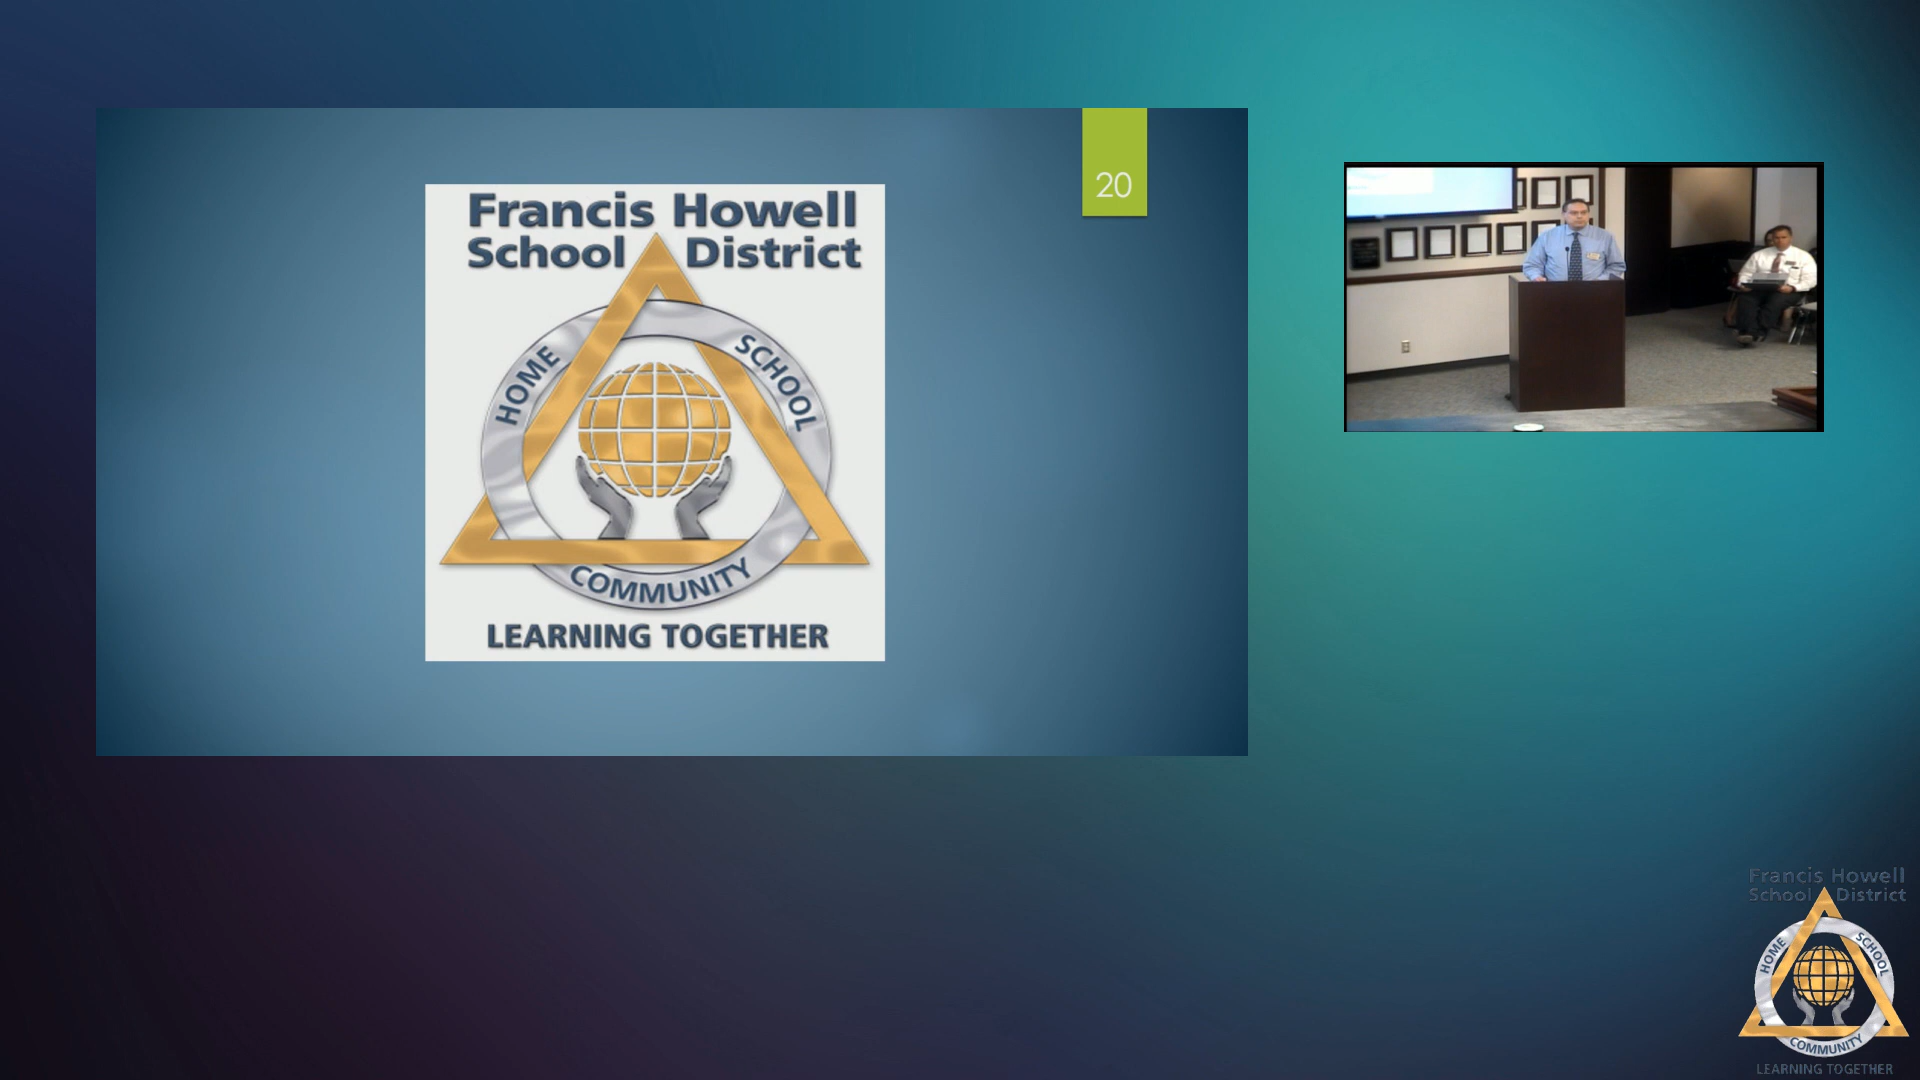 20
Francis Howell
School District
HOME
SCHOOL
COMMUNITY
LEARNING TOGETHER
Francis Howell
School District
HOME
SCHOOL
COMMUNITY
LEARNING TOGETHER